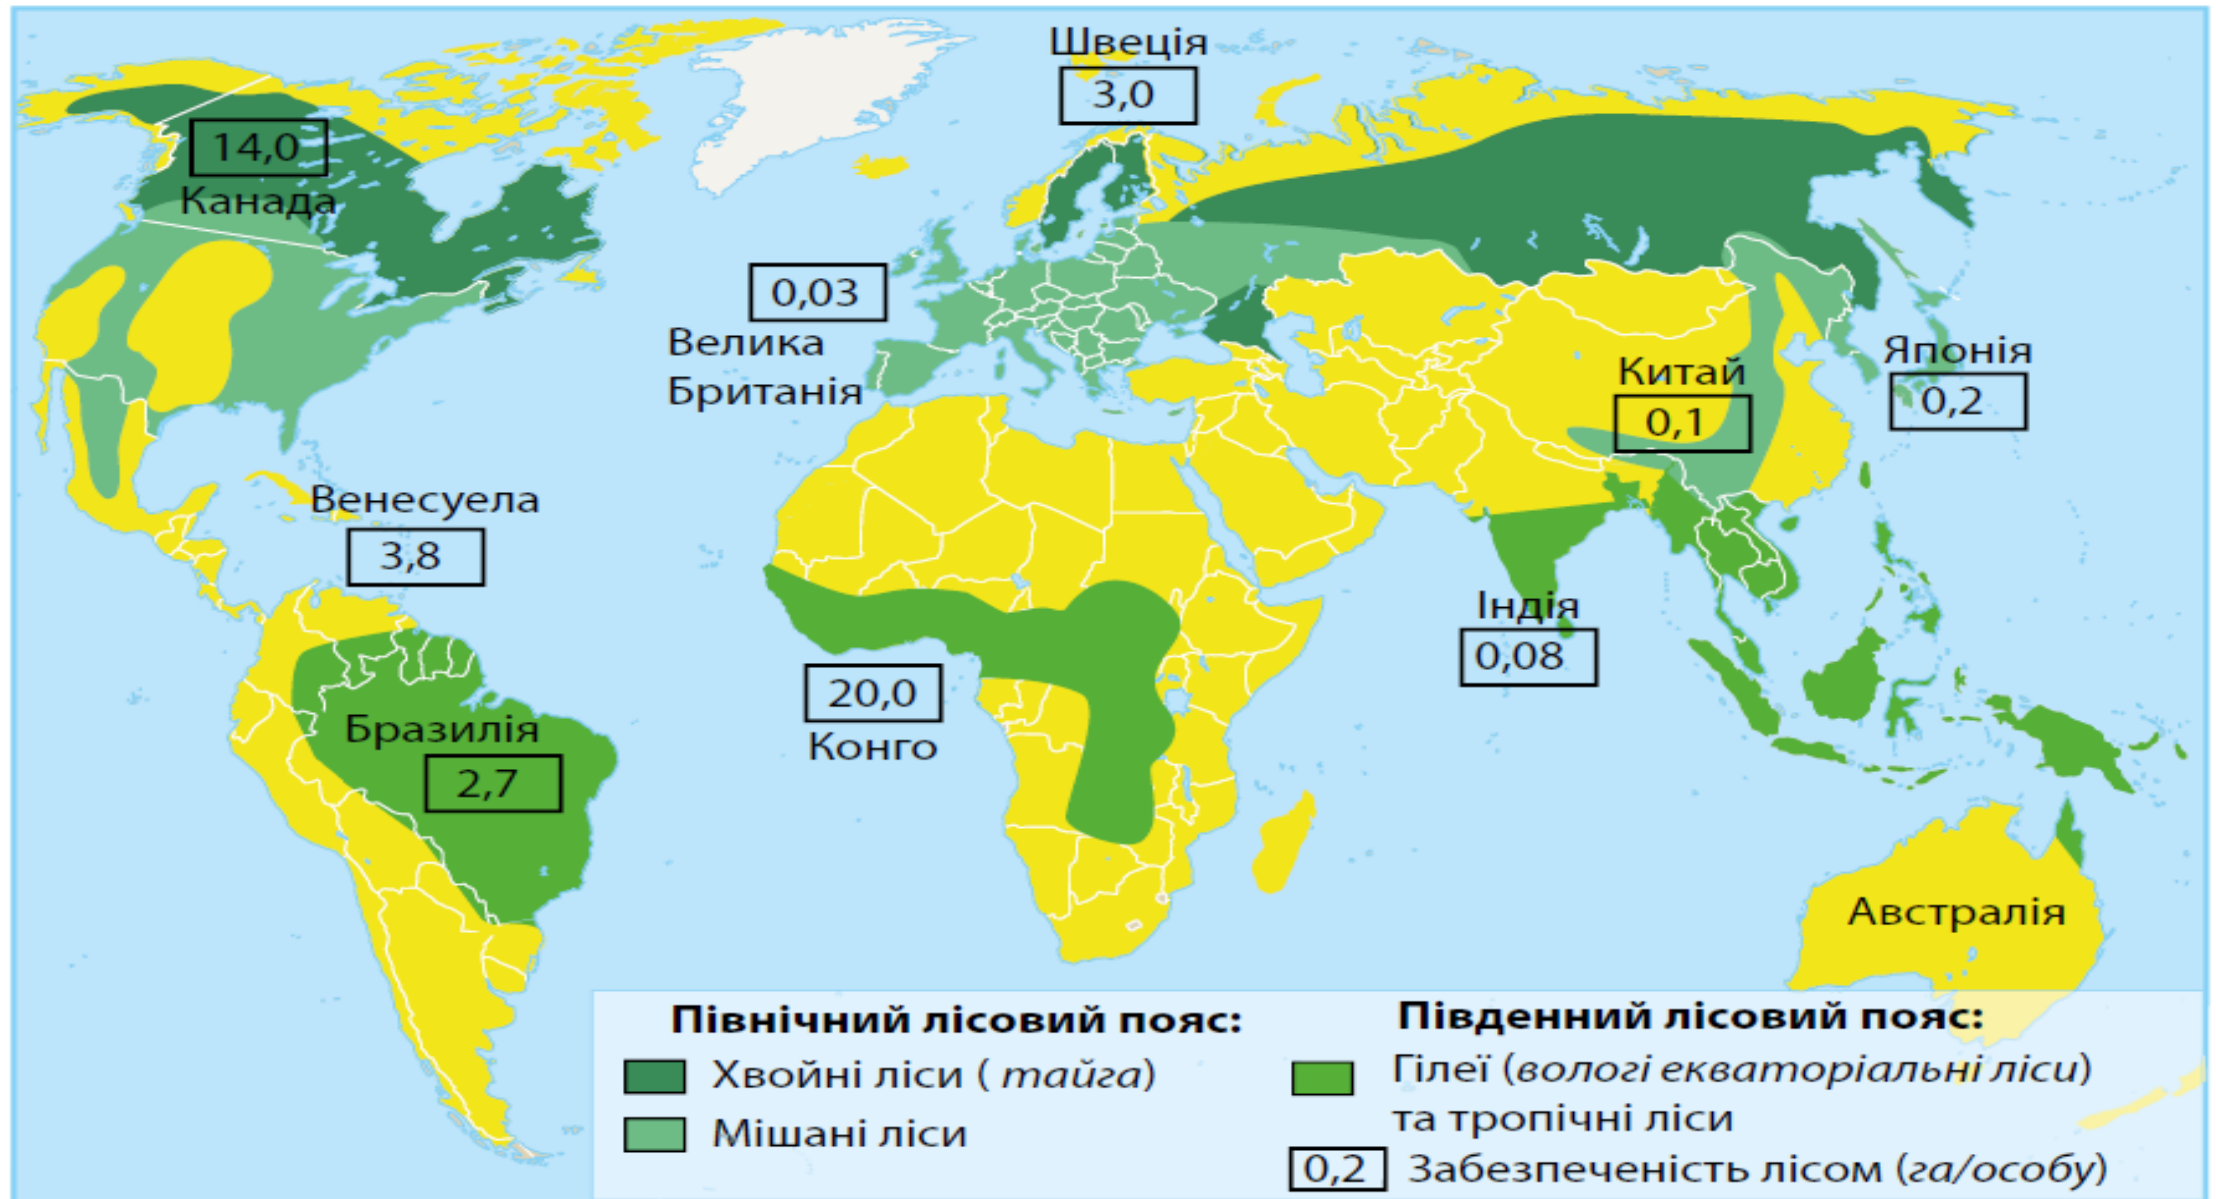 Швеція
3,0
14,0
Канада
0,03
Велика
Британія
Китай
0,1
Японія
0,2
Венесуела
3,8
Індія
0,08
20,0
Конго
Бразилія
2,7
Австралія
Північний лісовий пояс:
Хвойні ліси ( тайга)
Мішані ліси
Південний лісовий пояс:
Гілеї (вологі екваторіальні ліси)
та тропічні ліси
0,2 Забезпеченість лісом (га/особу)